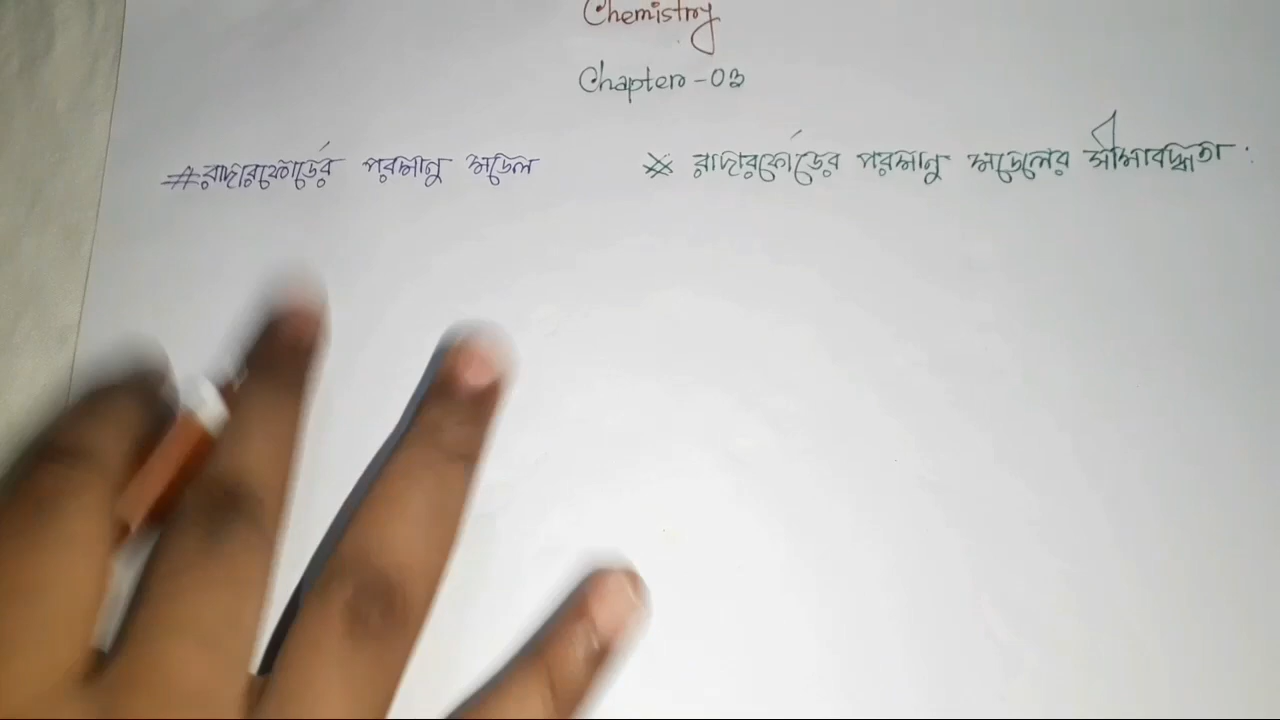 Chemistry
Chapter-03
# রাদারফোর্ডের পরমানু মডেল
* রাদারফোর্ডের পরমানু মডেলের সীমাবদ্ধতা .